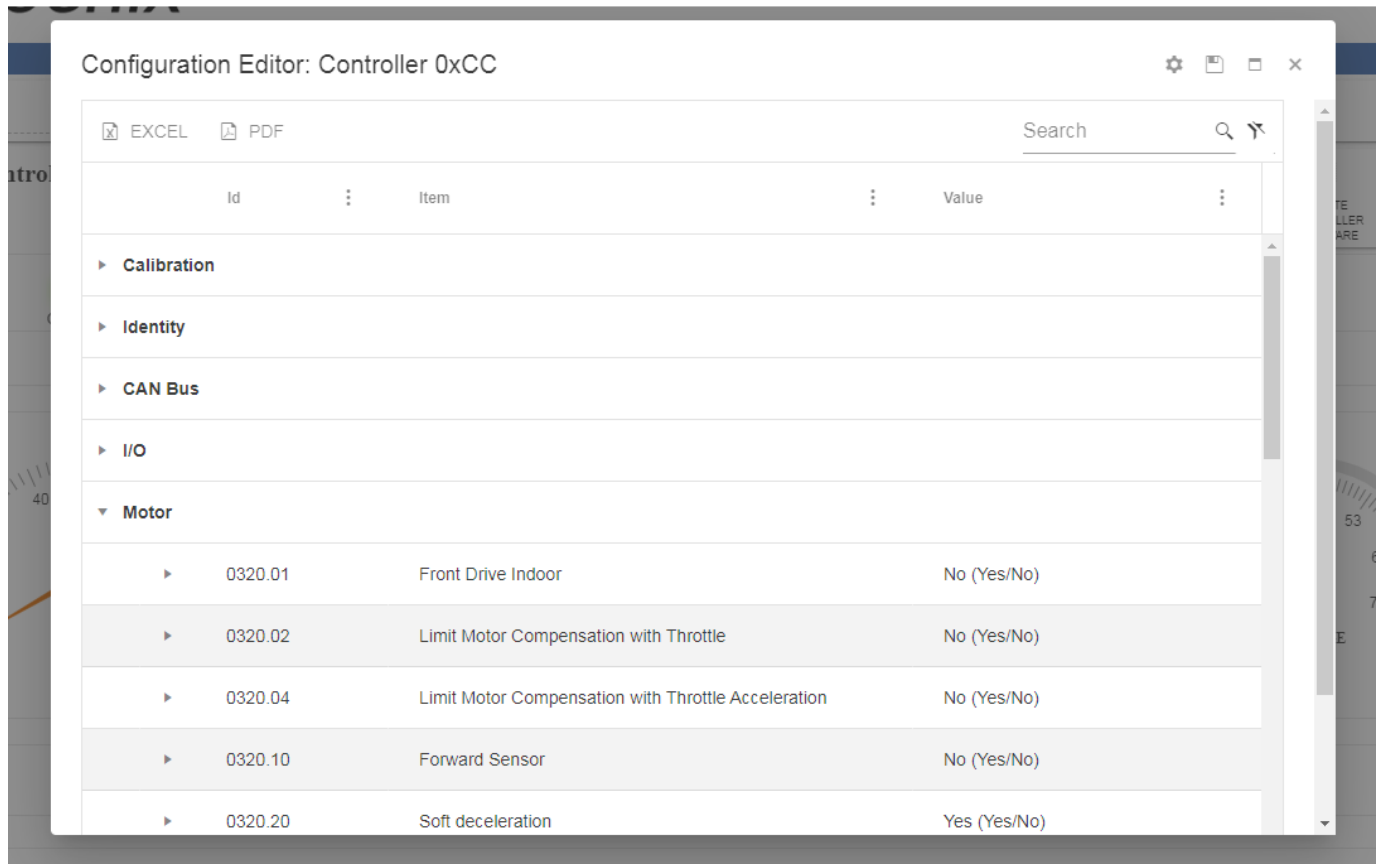 Configuration Editor: Controller 0xCC
EXCEL PDF Search
Id Item Value
Calibration
Identity
CAN Bus
I/O
Motor
0320.01 Front Drive Indoor No (Yes/No)
0320.02 Limit Motor Compensation with Throttle No (Yes/No)
0320.04 Limit Motor Compensation with Throttle Acceleration No (Yes/No)
0320.10 Forward Sensor No (Yes/No)
0320.20 Soft deceleration Yes (Yes/No)
40
53